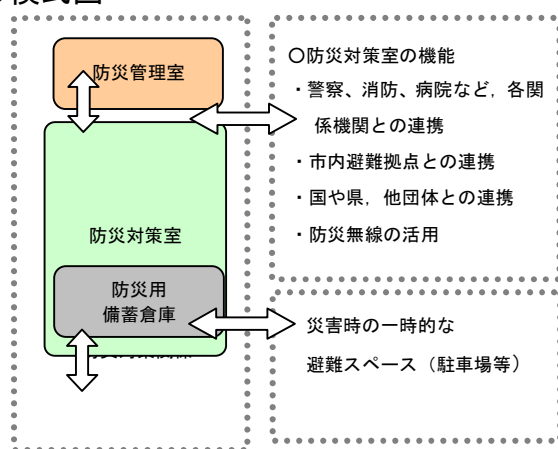 防災管理室
防災対策室
防災用
備蓄倉庫
〇防災対策室の機能
・警察、消防、病院など，各関
係機関との連携
・市内避難拠点との連携
・国や県，他団体との連携
・防災無線の活用
災害時の一時的な
避難スペース（駐車場等）